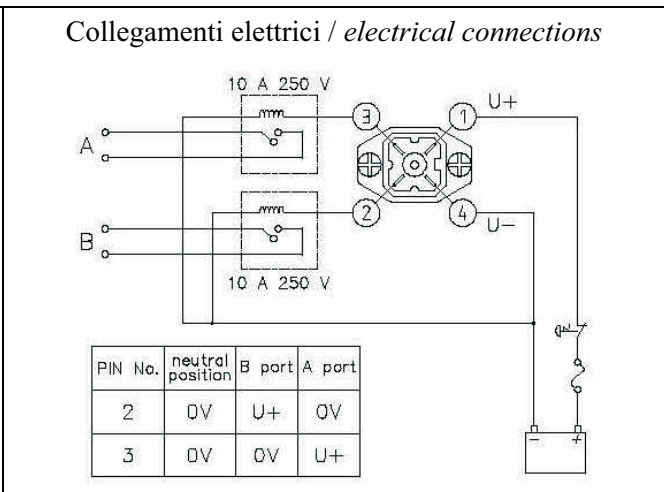 Collegamenti elettrici / electrical connections
10 A 250 V
3
1
U+
A
2
4
U-
B
10 A 250 V
PIN No. neutral position B port A port
2 0V U+ 0V
3 0V 0V U+
- +